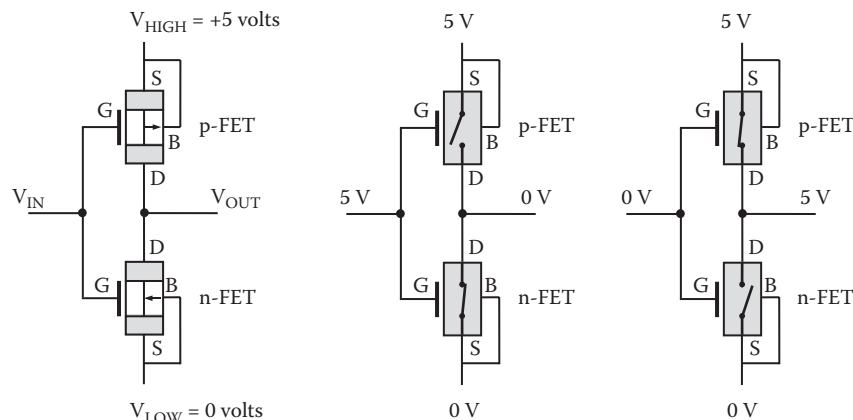 V_HIGH = +5 volts
S
G
p-FET
B
D
V_IN
V_OUT
D
G
B
n-FET
S
V_LOW = 0 volts
5 V
S
G
p-FET
B
D
5 V
0 V
D
G
B
n-FET
S
0 V
5 V
S
G
p-FET
B
D
0 V
5 V
D
G
B
n-FET
S
0 V